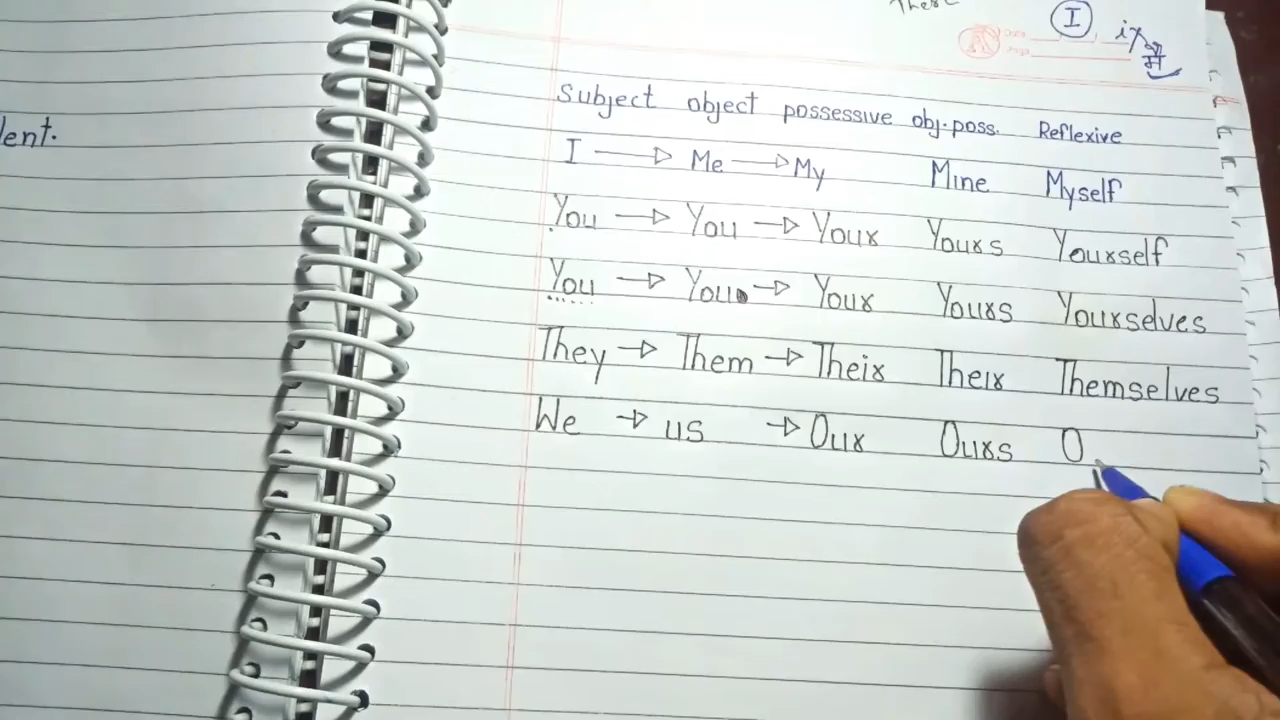 I
lent.
Subject object possessive obj.poss. Reflexive
I → Me → My Mine Myself
You → You → Your Yours Yourself
You → You → Your Yours Yourselves
They → Them → Their Their Themselves
We → us → Our Ours O